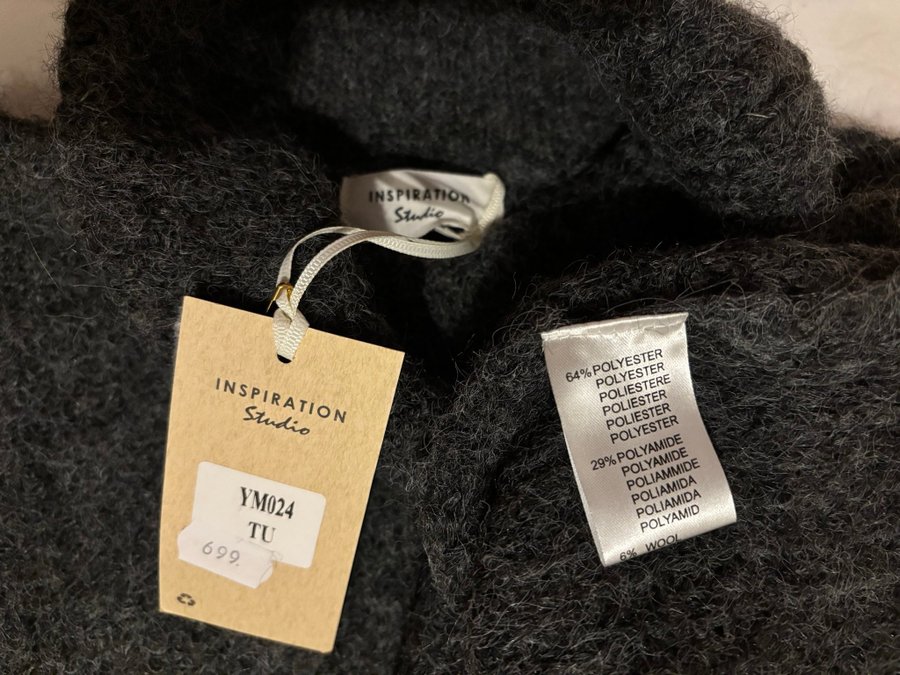 INSPIRATION
Studio
INSPIRATION
Studio
YM024
TU
699.
64% POLYESTER
POLYESTER
POLIESTERE
POLIESTER
POLIESTER
POLYESTER
29% POLYAMIDE
POLYAMIDE
POLIAMMIDE
POLIAMIDA
POLIAMIDA
POLYAMID
6% WOOL